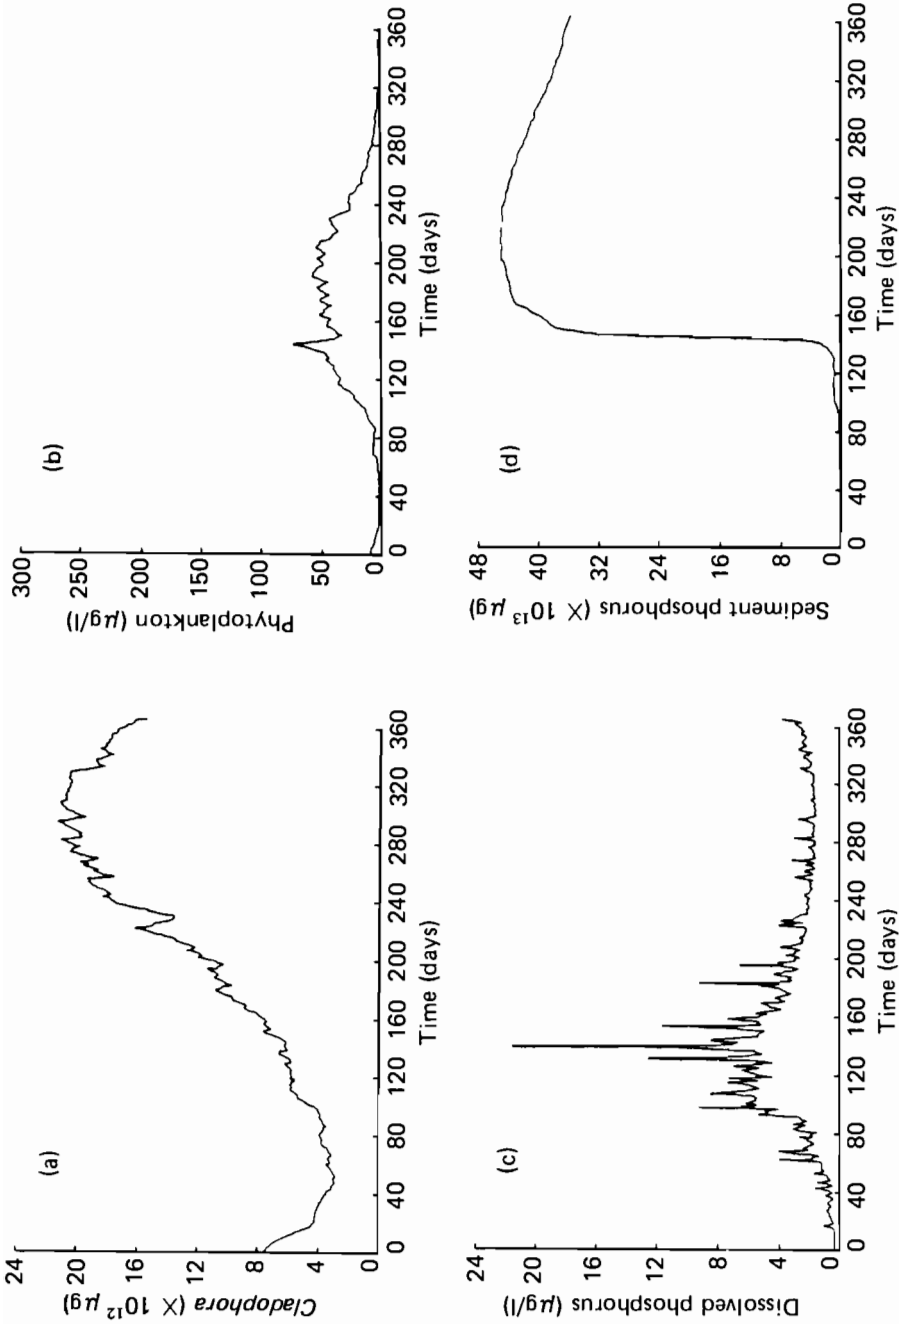 (a)
24
20
16
12
8
4
0
Cladophora (× 10¹² μg)
0 40 80 120 160 200 240 280 320 360
Time (days)
(b)
300
250
200
150
100
50
0
Phytoplankton (μg/l)
0 40 80 120 160 200 240 280 320 360
Time (days)
(c)
24
20
16
12
8
4
0
Dissolved phosphorus (μg/l)
0 40 80 120 160 200 240 280 320 360
Time (days)
(d)
48
40
32
24
16
8
0
Sediment phosphorus (× 10¹³ μg)
0 40 80 120 160 200 240 280 320 360
Time (days)